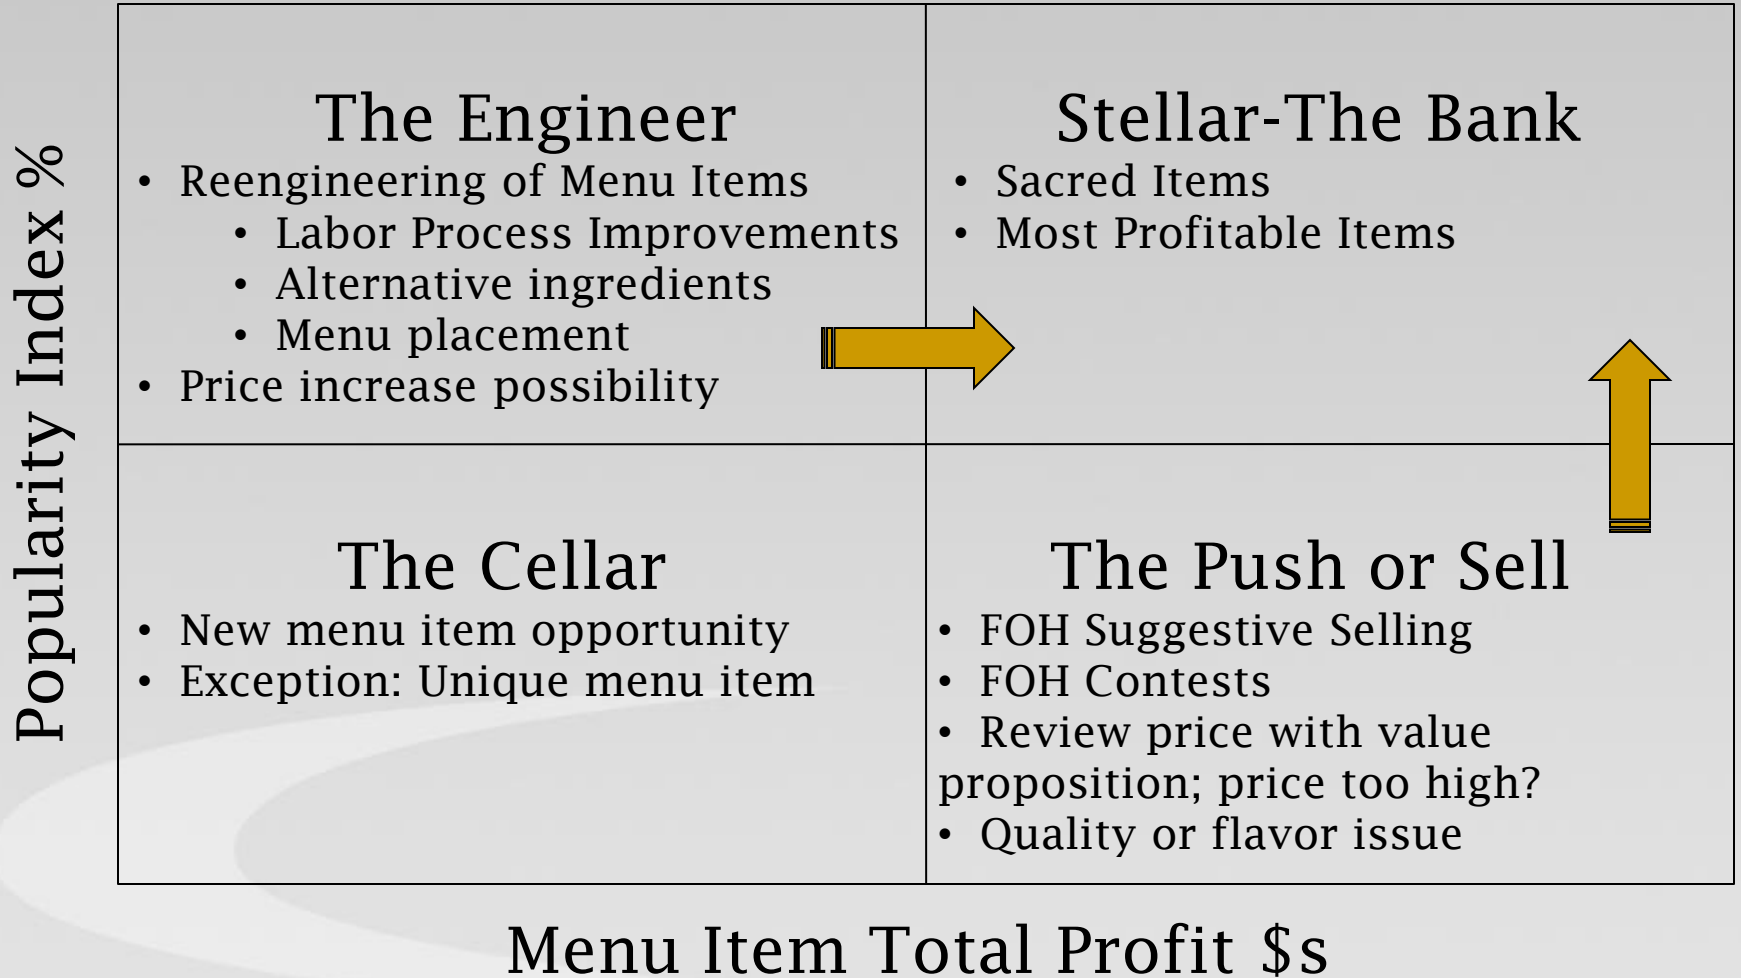 Popularity Index %
The Engineer
• Reengineering of Menu Items
• Labor Process Improvements
• Alternative ingredients
• Menu placement
• Price increase possibility
Stellar-The Bank
• Sacred Items
• Most Profitable Items
The Cellar
• New menu item opportunity
• Exception: Unique menu item
The Push or Sell
• FOH Suggestive Selling
• FOH Contests
• Review price with value
proposition; price too high?
• Quality or flavor issue
Menu Item Total Profit $s